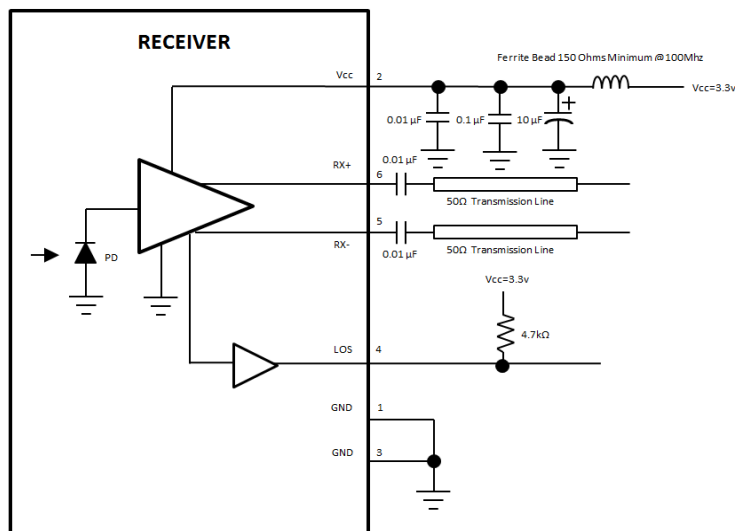 RECEIVER
Ferrite Bead 150 Ohms Minimum @100Mhz
Vcc
2
Vcc=3.3v
0.01 µF
0.1 µF
10 µF
+
RX+
6
0.01 µF
50Ω Transmission Line
RX-
5
0.01 µF
50Ω Transmission Line
PD
Vcc=3.3v
4.7kΩ
LOS
4
GND
1
GND
3